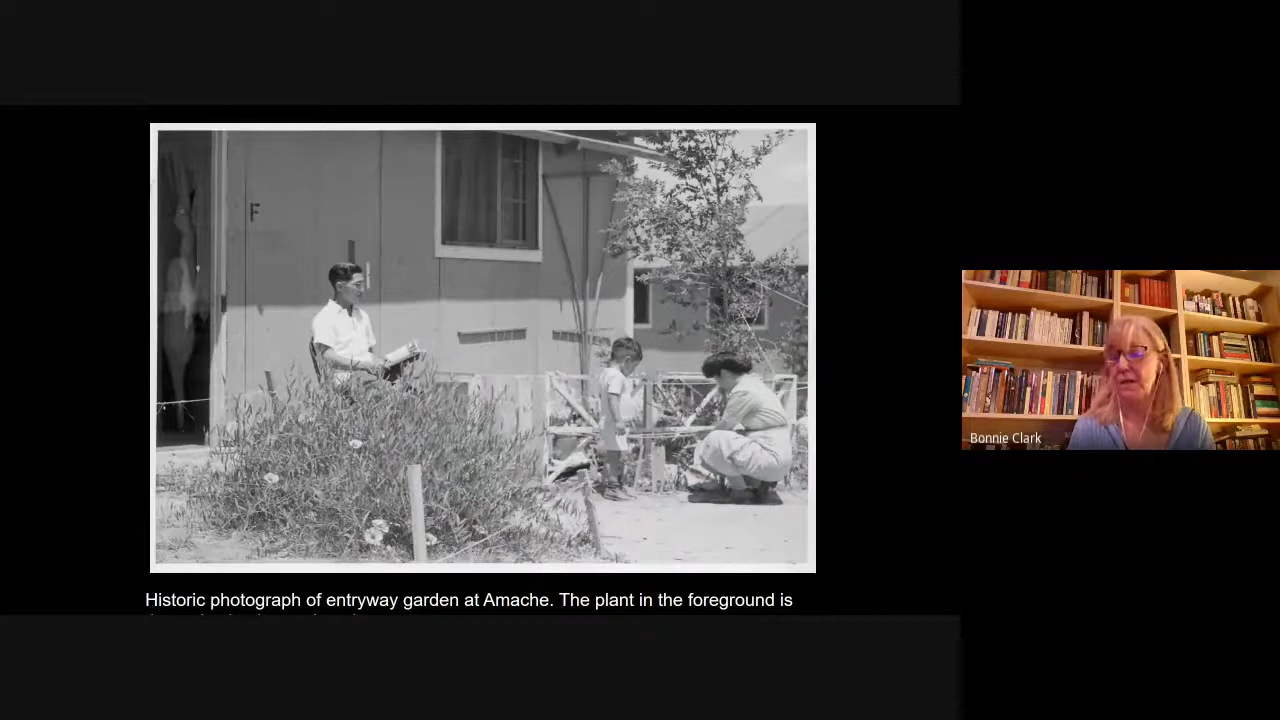 F
Bonnie Clark
Historic photograph of entryway garden at Amache. The plant in the foreground is